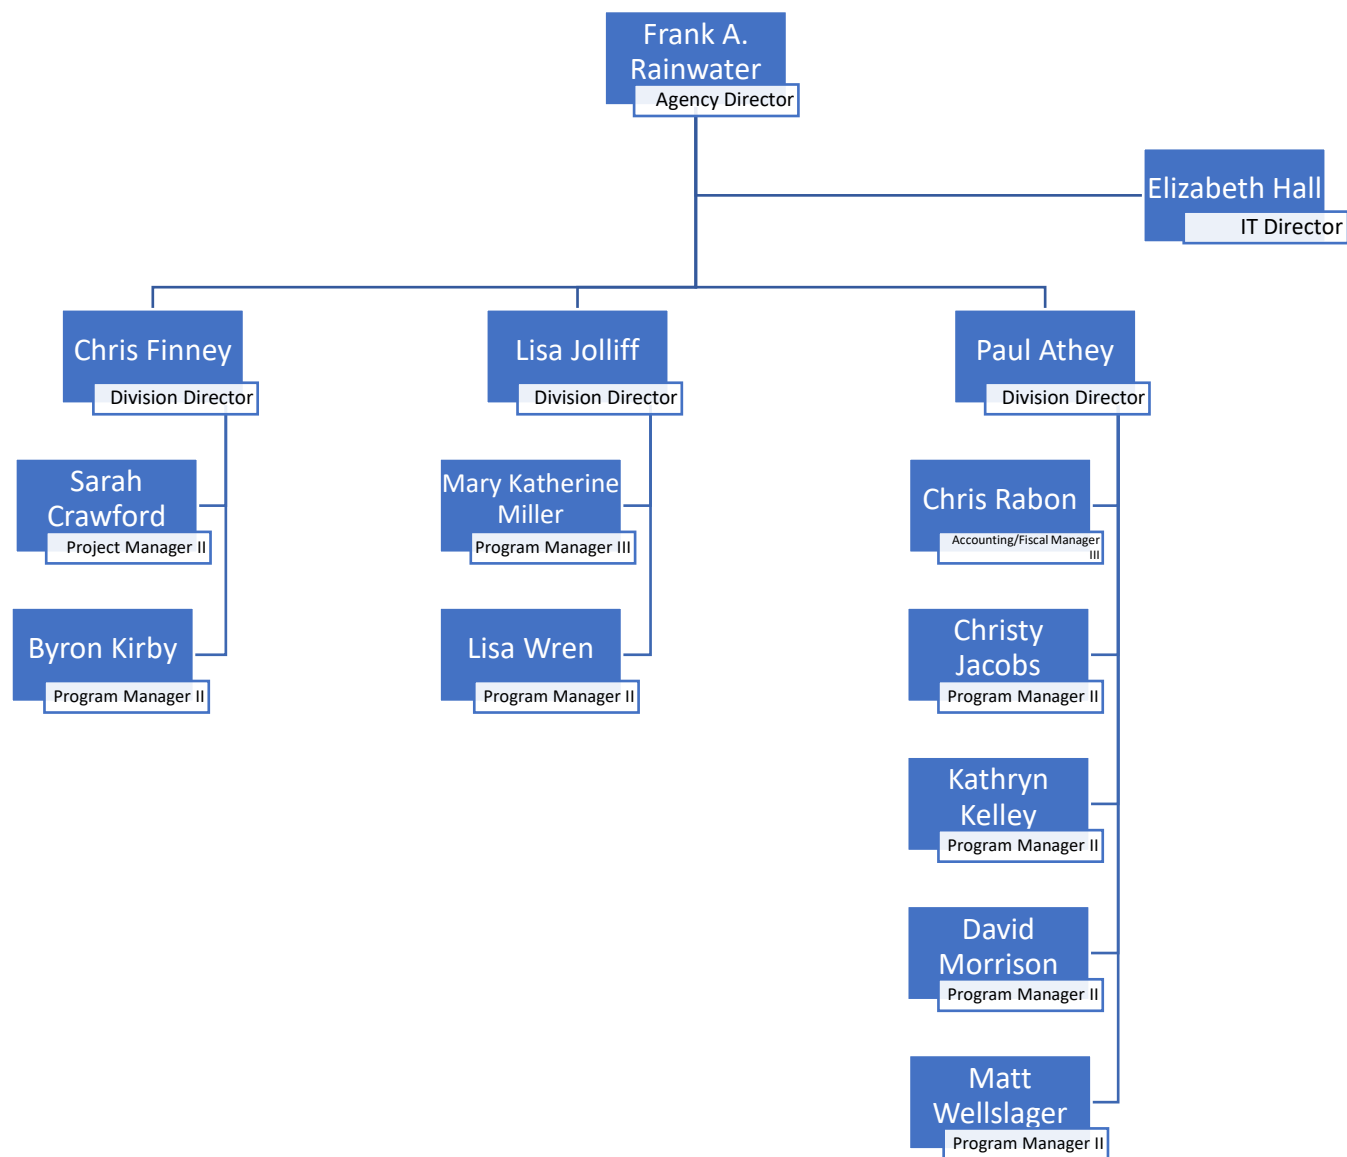 Frank A.
Rainwater
Agency Director
Elizabeth Hall
IT Director
Chris Finney
Division Director
Lisa Jolliff
Division Director
Paul Athey
Division Director
Sarah
Crawford
Project Manager II
Mary Katherine
Miller
Program Manager III
Chris Rabon
Accounting/Fiscal Manager
III
Byron Kirby
Program Manager II
Lisa Wren
Program Manager II
Christy
Jacobs
Program Manager II
Kathryn
Kelley
Program Manager II
David
Morrison
Program Manager II
Matt
Wellslager
Program Manager II